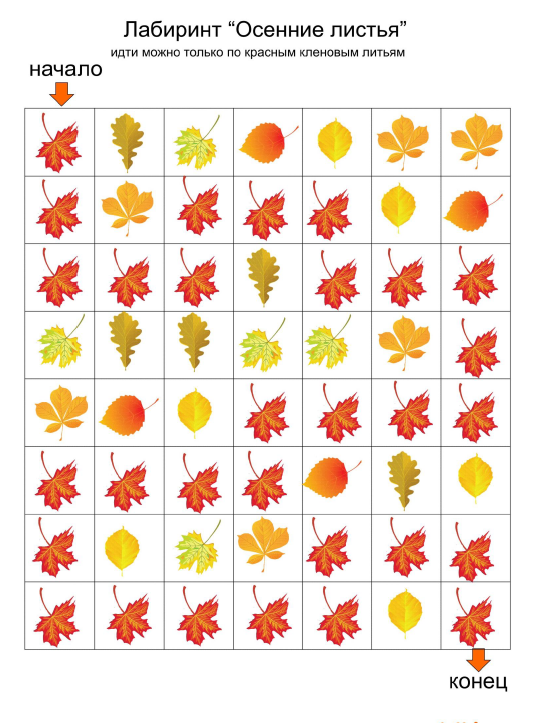 Лабиринт “Осенние листья”
идти можно только по красным кленовым литьям
начало
конец